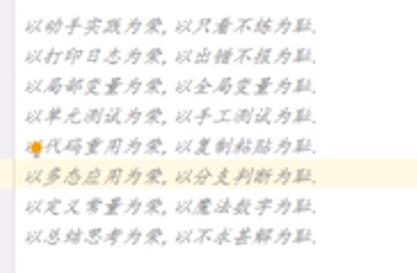 以动手实践为荣,以只看不练为耻.
以打印日志为荣,以出错不报为耻.
以局部变量为荣,以全局变量为耻.
以单元测试为荣,以手工测试为耻.
以代码重用为荣,以复制粘贴为耻.
以多态应用为荣,以分支判断为耻.
以定义常量为荣,以魔法数字为耻.
以总结思考为荣,以不求甚解为耻.